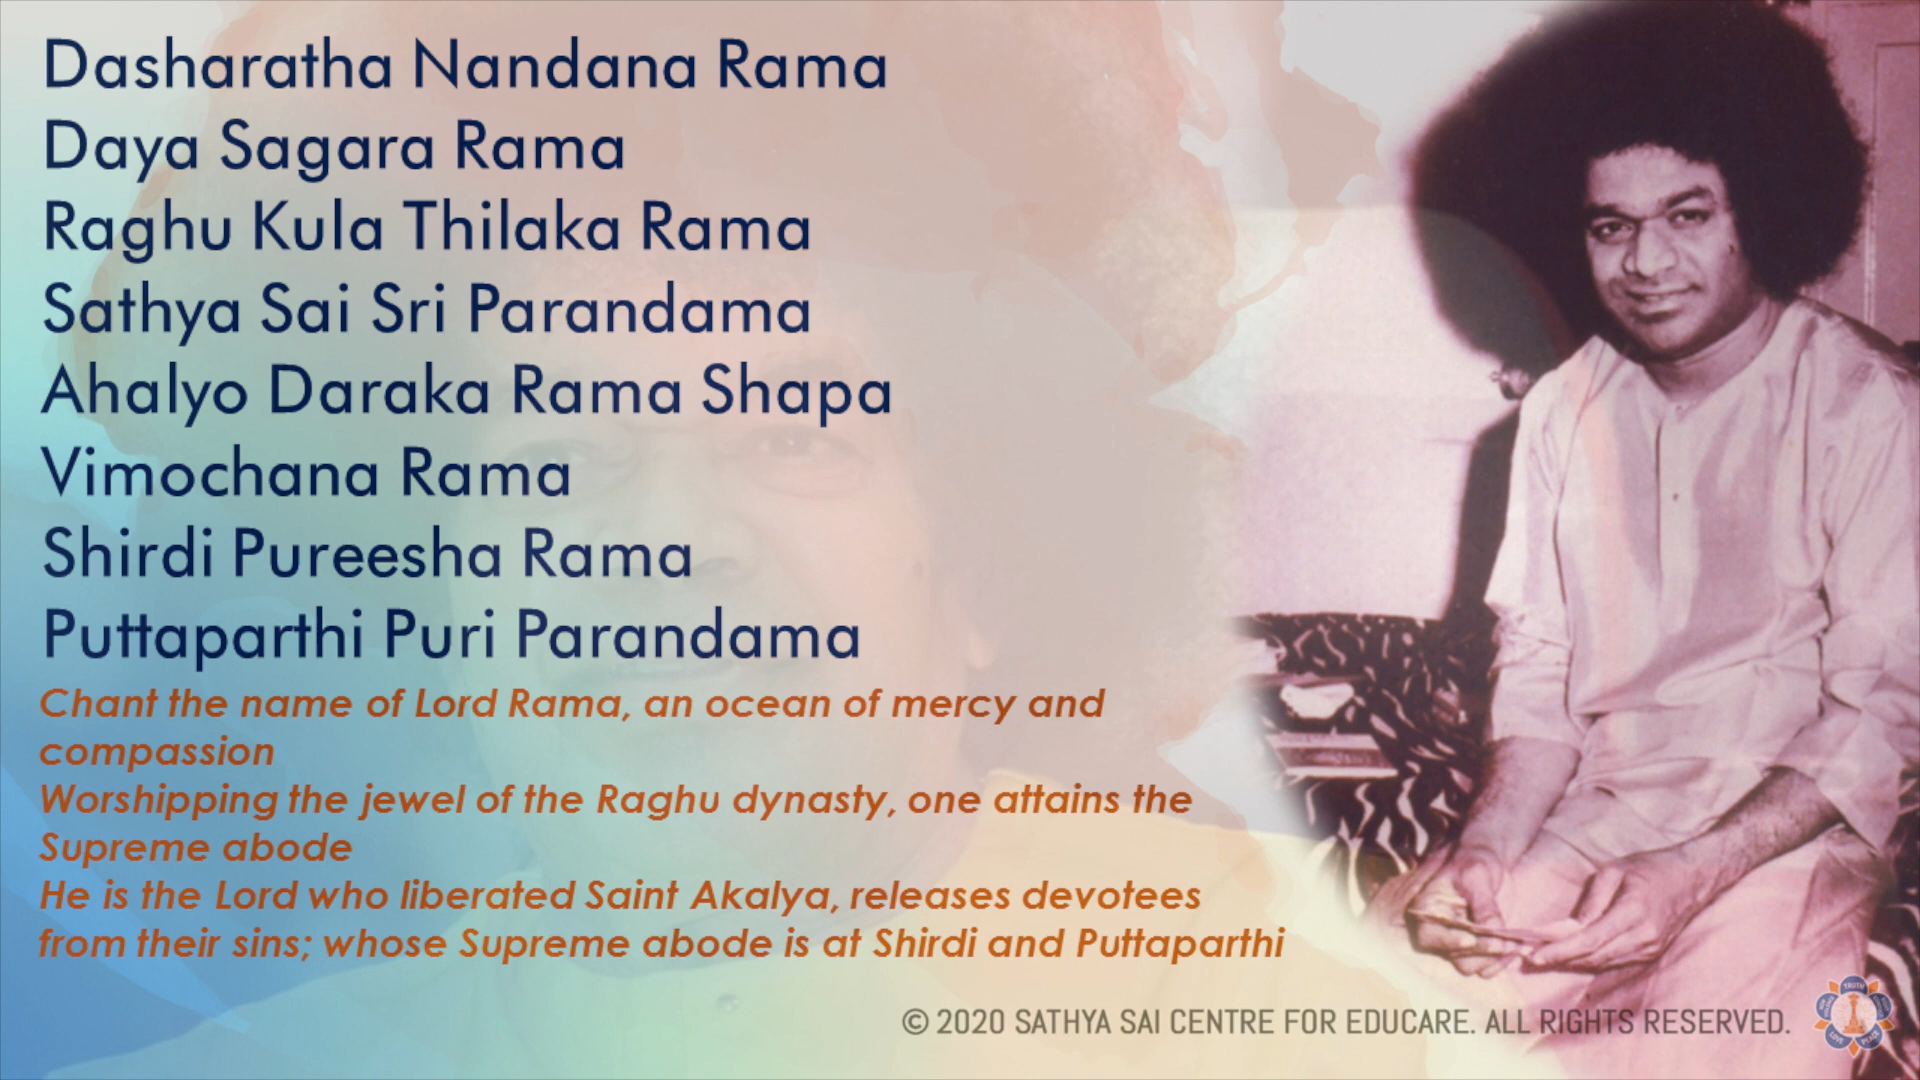 Dasharatha Nandana Rama
Daya Sagara Rama
Raghu Kula Thilaka Rama
Sathya Sai Sri Parandama
Ahalyo Daraka Rama Shapa
Vimochana Rama
Shirdi Pureesha Rama
Puttaparthi Puri Parandama
Chant the name of Lord Rama, an ocean of mercy and
compassion
Worshipping the jewel of the Raghu dynasty, one attains the
Supreme abode
He is the Lord who liberated Saint Akalya, releases devotees
from their sins; whose Supreme abode is at Shirdi and Puttaparthi
© 2020 SATHYA SAI CENTRE FOR EDUCARE. ALL RIGHTS RESERVED.
TRUTH
LOVE
PEACE